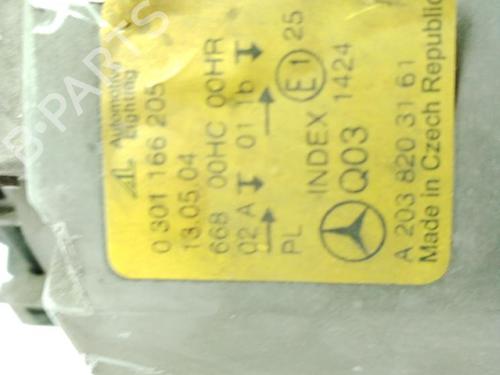 AL Automotive Lighting
0 301 166 205
13.05.04
668 00HC 00HR
02 A 01 1b
PL E1 25
INDEX 1424
Q03
A 203 820 31 61
Made in Czech Republic
B-PARTS